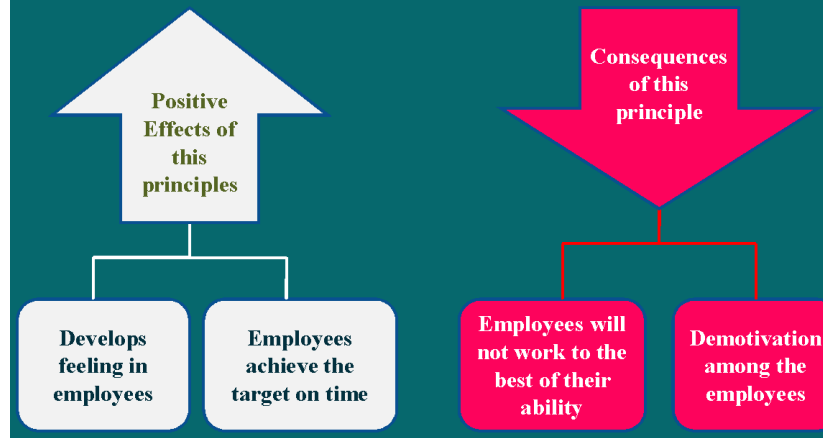 Positive
Effects of
this
principles
Consequences
of this
principle
Develops
feeling in
employees
Employees
achieve the
target on time
Employees will
not work to the
best of their
ability
Demotivation
among the
employees